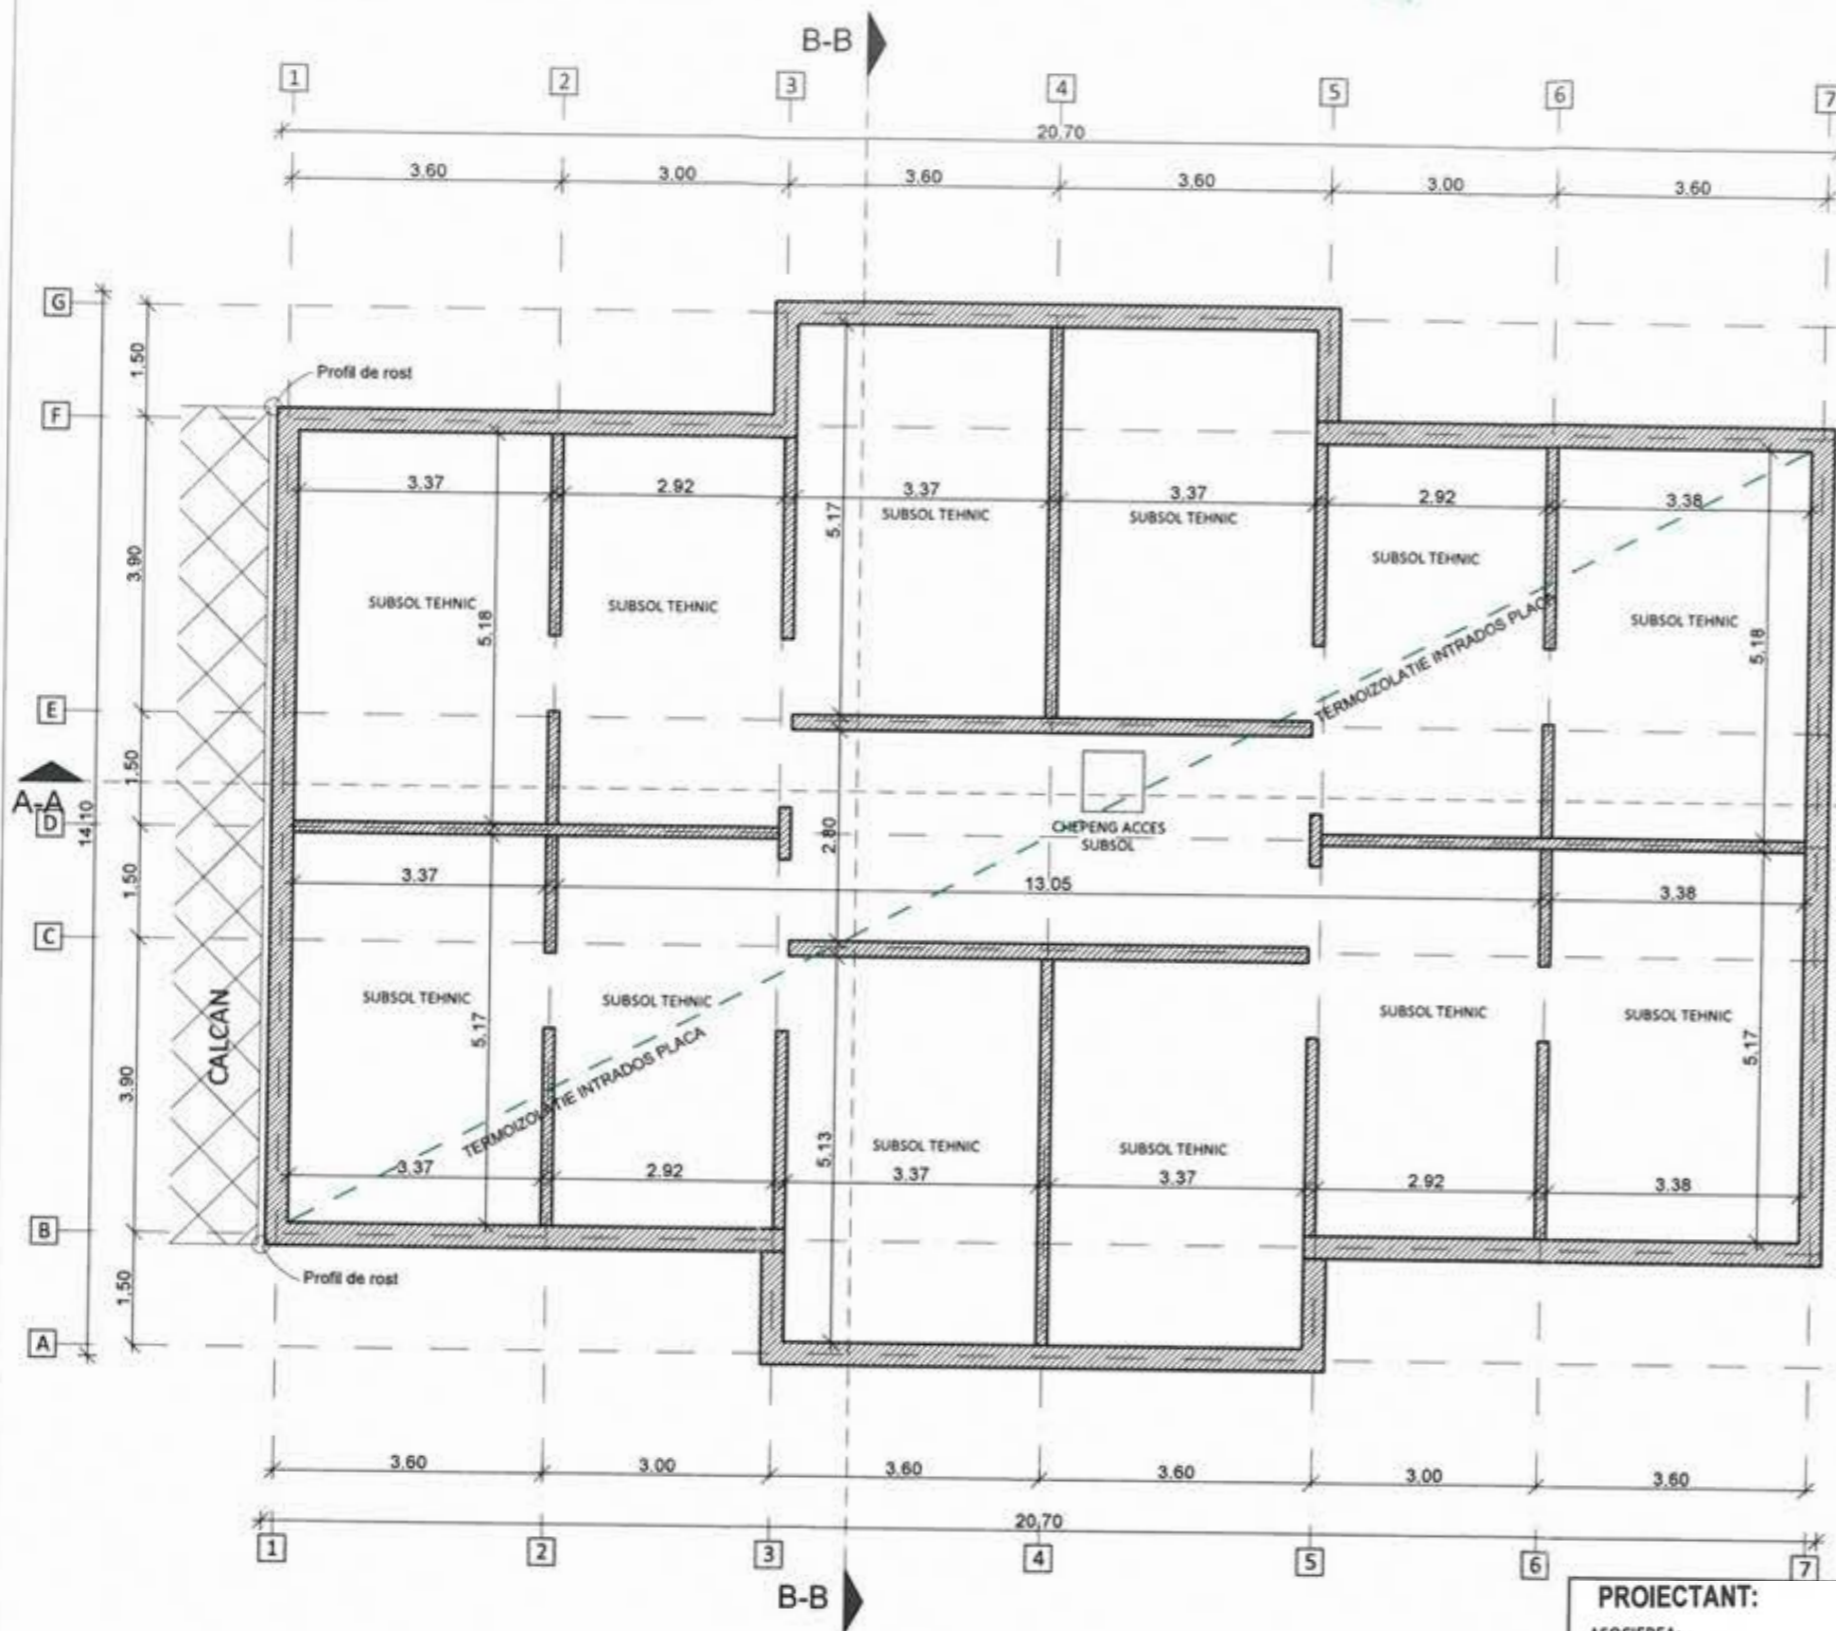 B-B
1 2 3 4 5 6 7
20.70
3.60 3.00 3.60 3.60 3.00 3.60
G
1.50
Profil de rost
F
3.37 2.92 3.37 3.37 2.92 3.38
SUBSOL TEHNIC SUBSOL TEHNIC
5.17
3.90
SUBSOL TEHNIC
SUBSOL TEHNIC SUBSOL TEHNIC
SUBSOL TEHNIC
5.18
5.18
TERMOIZOLATIE INTRADOS PLACA
E
1.50
A-A
D
14.10
2.80
CHEPENG ACCES
SUBSOL
1.50
3.37 13.05 3.38
C
CALCAN
SUBSOL TEHNIC SUBSOL TEHNIC
SUBSOL TEHNIC SUBSOL TEHNIC
5.17
5.17
TERMOIZOLATIE INTRADOS PLACA
3.90
5.13
SUBSOL TEHNIC SUBSOL TEHNIC
3.37 2.92 3.37 3.37 2.92 3.38
B
1.50
Profil de rost
A
3.60 3.00 3.60 3.60 3.00 3.60
20.70
1 2 3 4 5 6 7
B-B
PROIECTANT: